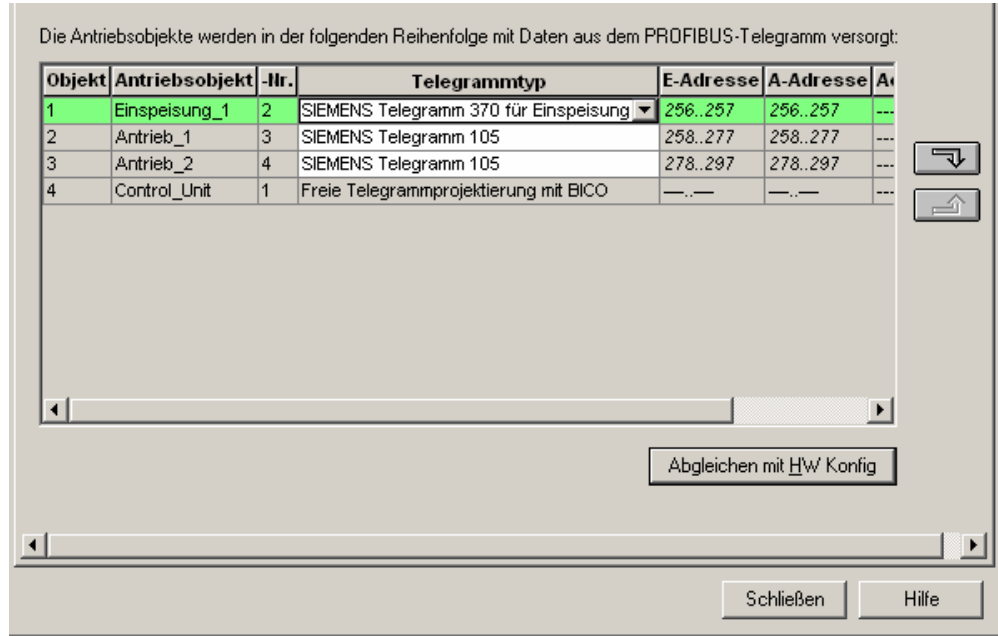 Die Antriebsobjekte werden in der folgenden Reihenfolge mit Daten aus dem PROFIBUS-Telegramm versorgt:
Objekt Antriebsobjekt -Nr. Telegrammtyp E-Adresse A-Adresse
1 Einspeisung_1 2 SIEMENS Telegramm 370 für Einspeisung 256..257 256..257 ---
2 Antrieb_1 3 SIEMENS Telegramm 105 258..277 258..277 ---
3 Antrieb_2 4 SIEMENS Telegramm 105 278..297 278..297 ---
4 Control_Unit 1 Freie Telegrammprojektierung mit BICO —..— —..— ---
Abgleichen mit HW Konfig
Schließen Hilfe